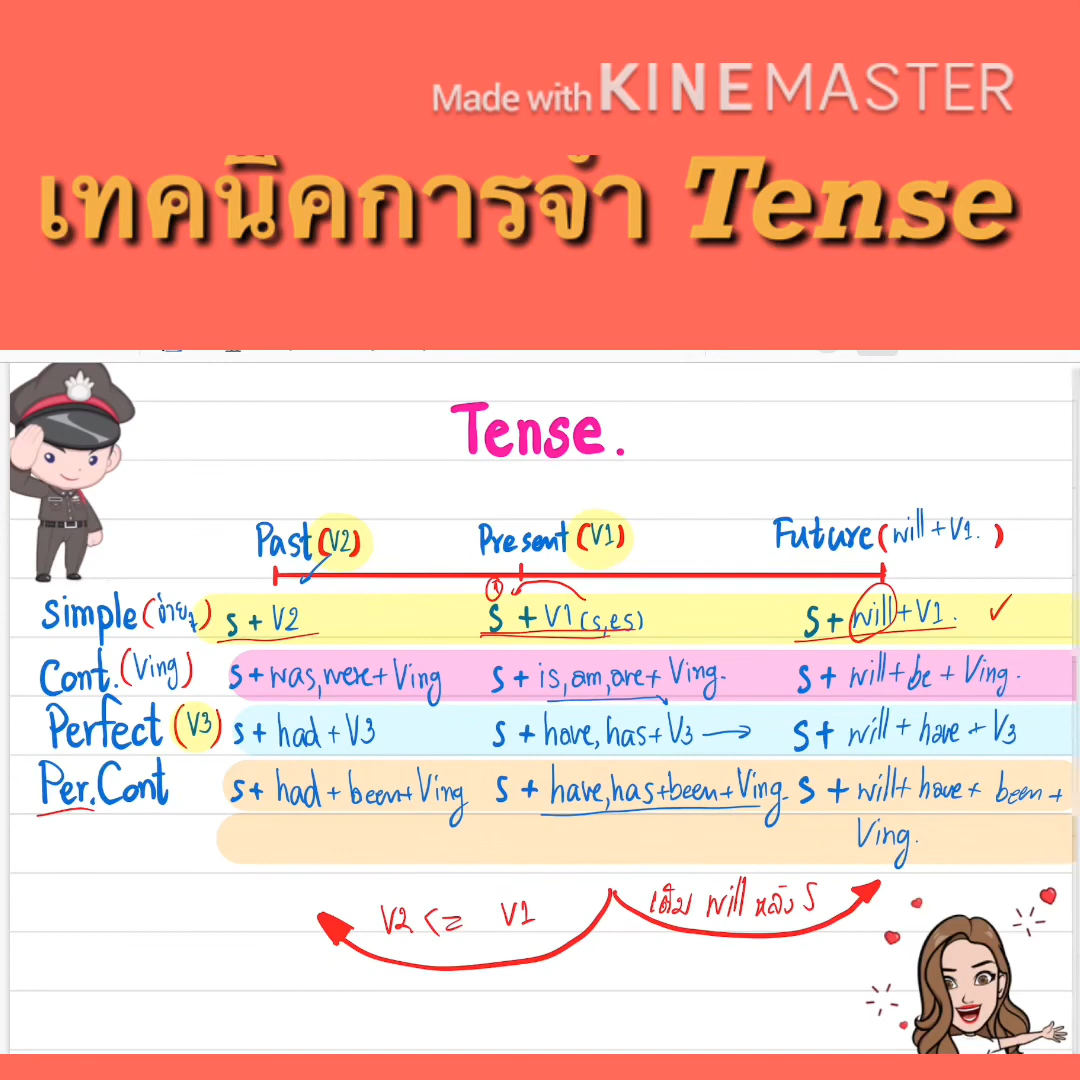 Made with KINEMASTER
เทคนิคการจำ Tense
Tense.
Past (V2) Present (V1) Future (will + V1.)
Simple (ง่ายๆ) S + V2 S + V1 (s,es) S + will + V1. ✓
Cont. (Ving) S + was, were + Ving S + is, am, are + Ving. S + will + be + Ving.
Perfect (V3) S + had + V3 S + have, has + V3 → S + will + have + V3
Per. Cont S + had + been + Ving S + have, has + been + Ving. S + will + have + been +
Ving.
V2 <= V1 เติม will หลัง S